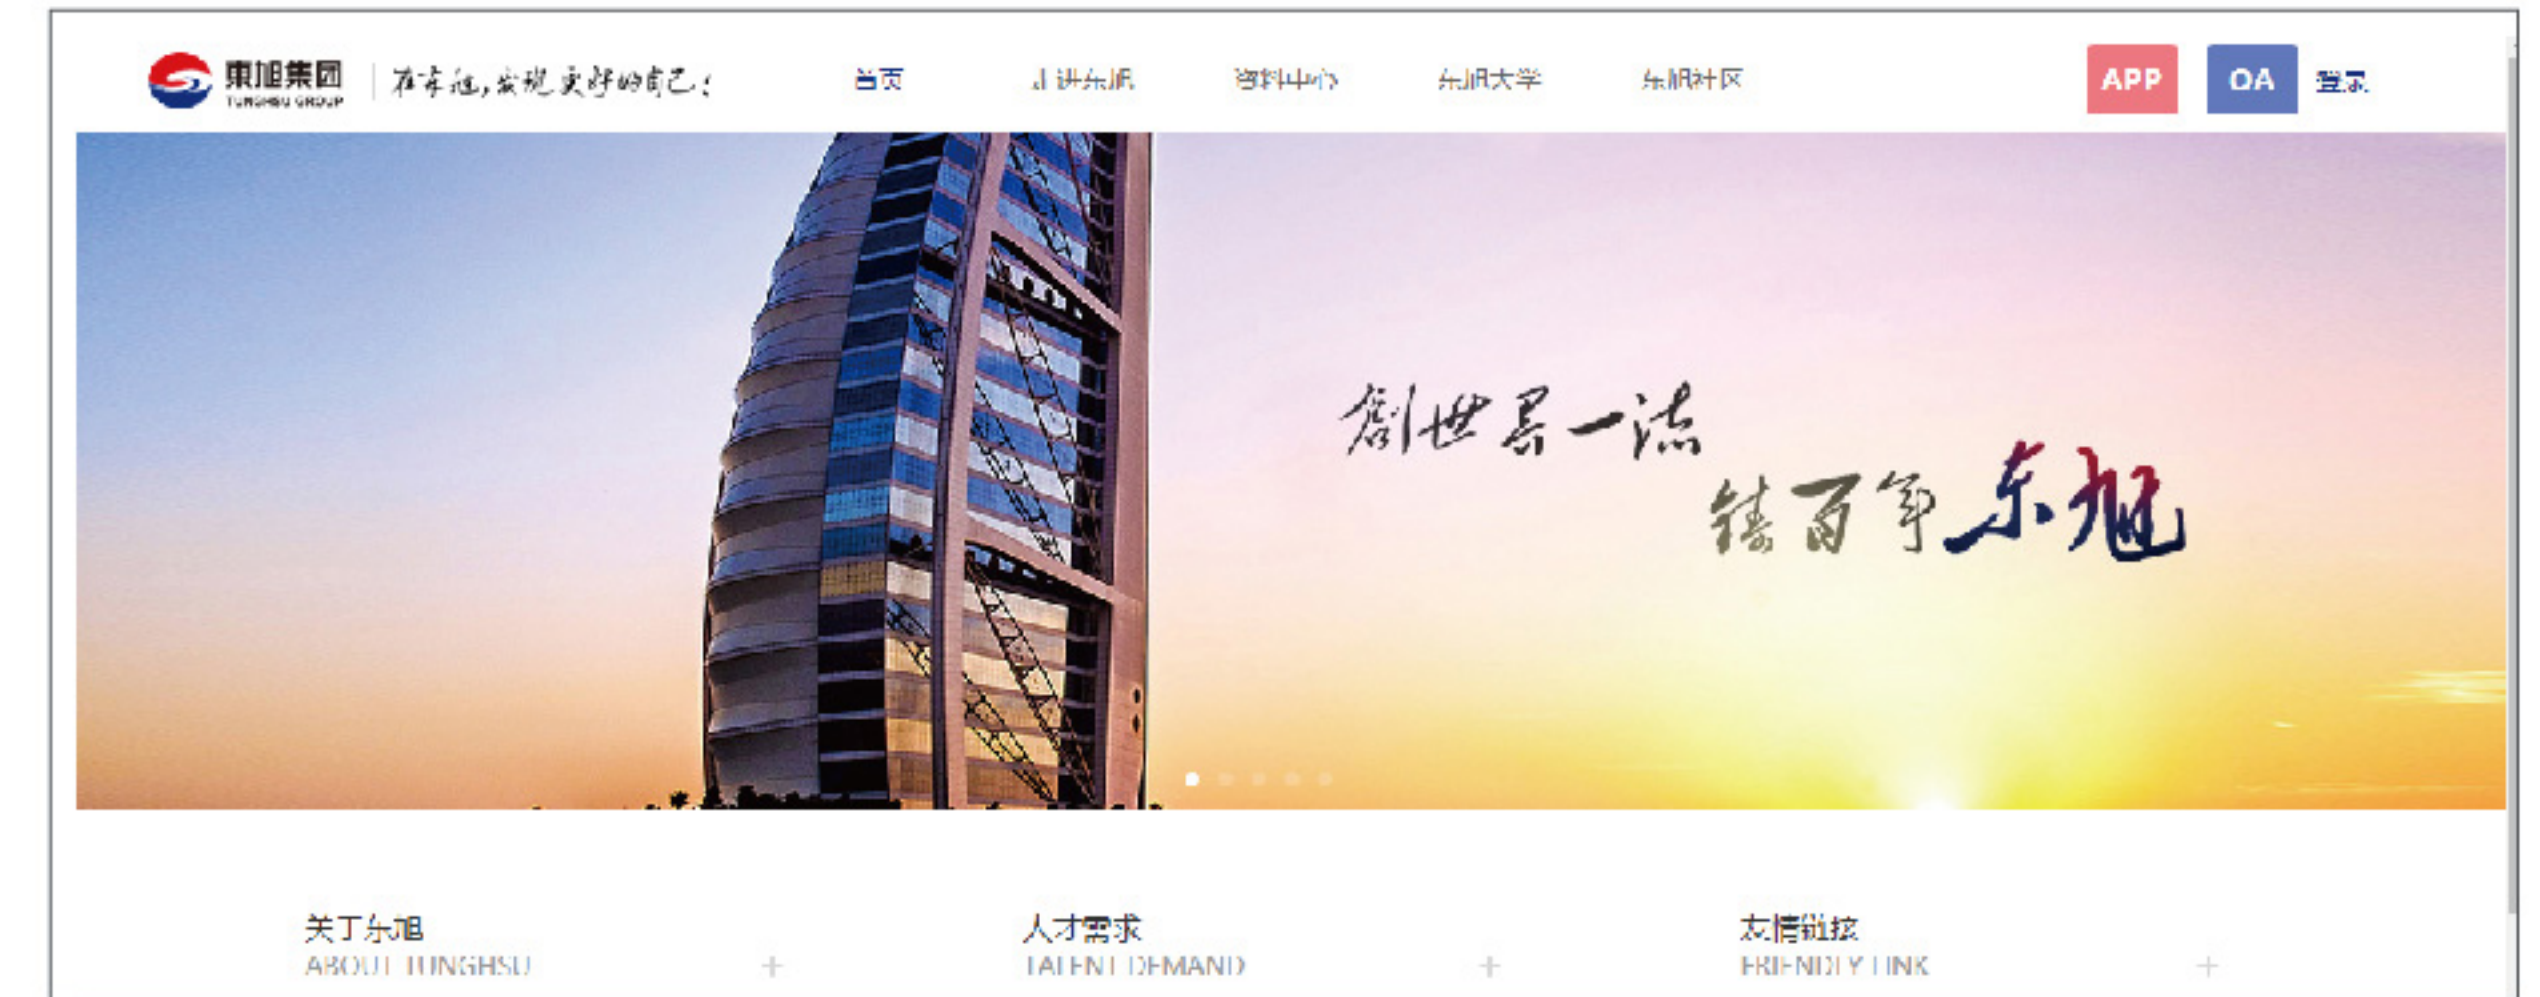 東旭集团
TUNGHSU GROUP
在东旭,发现更好的自己!
首页
走进东旭
资料中心
东旭大学
东旭社区
APP
OA
登录
創世界一流
鑄百年东旭
关于东旭
ABOUT TUNGHSU
+
人才需求
TALENT DEMAND
+
友情链接
FRIENDLY LINK
+